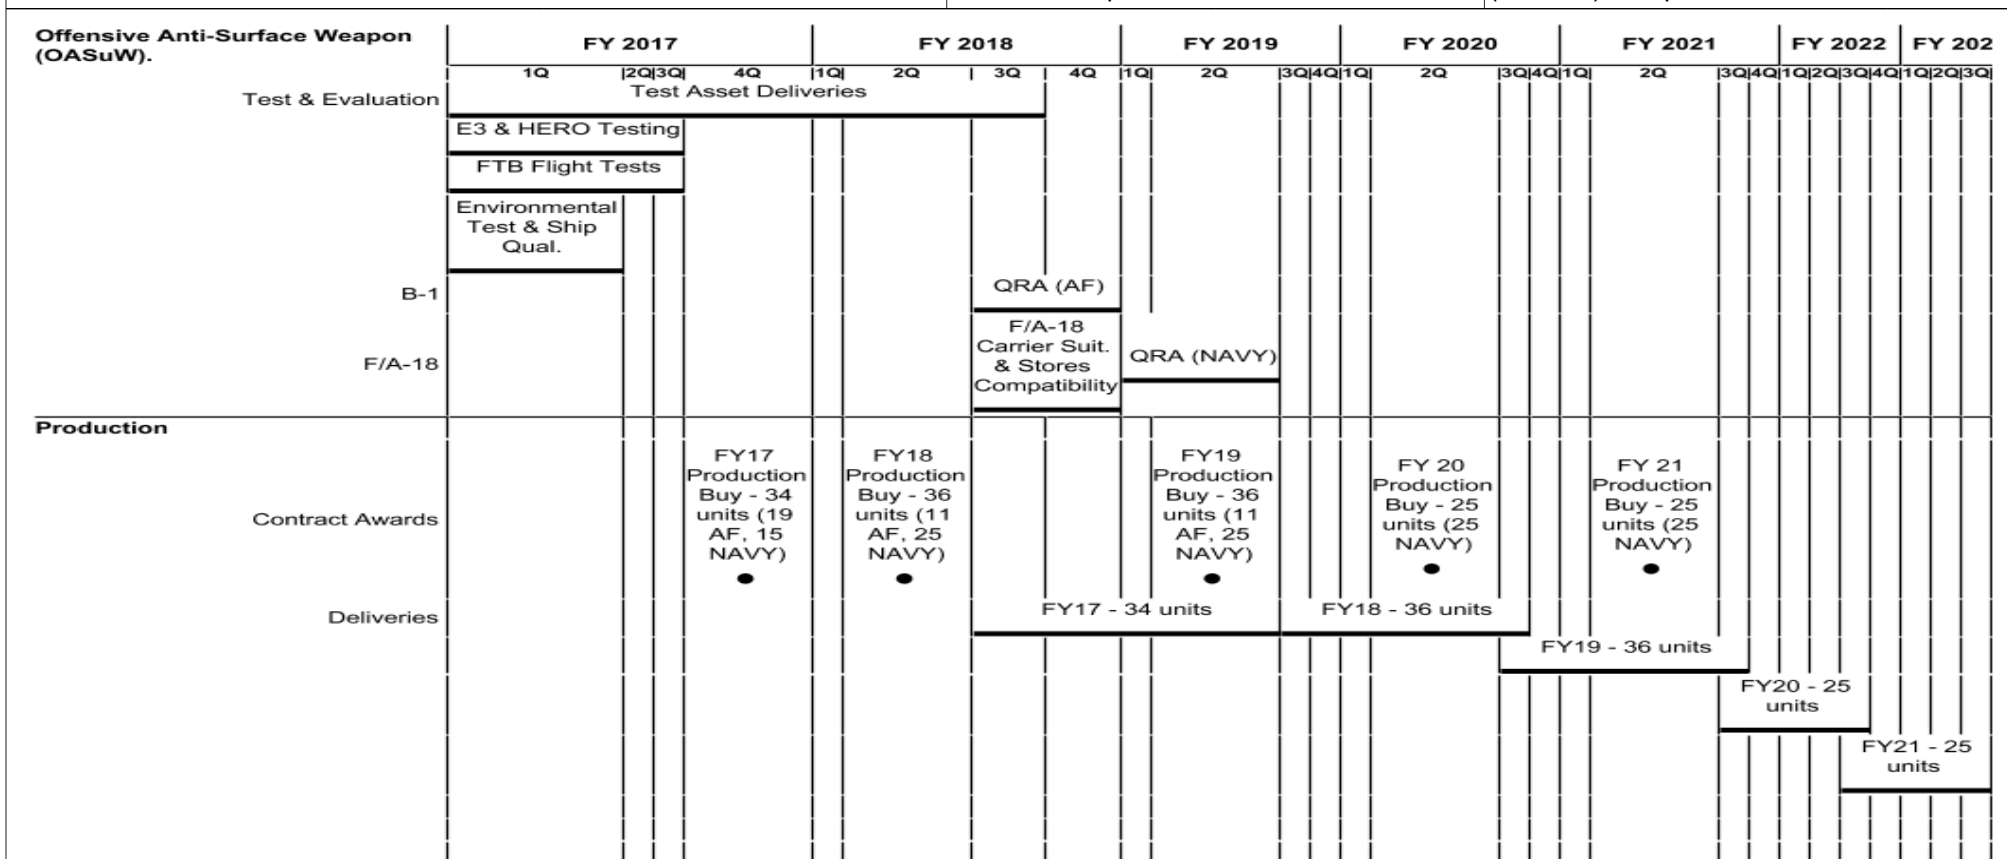 Offensive Anti-Surface Weapon
(OASuW).
FY 2017 FY 2018 FY 2019 FY 2020 FY 2021 FY 2022 FY 202
1Q 2Q 3Q 4Q 1Q 2Q 3Q 4Q 1Q 2Q 3Q 4Q 1Q 2Q 3Q 4Q 1Q 2Q 3Q 4Q 1Q 2Q 3Q 4Q 1Q 2Q 3Q
Test & Evaluation
Test Asset Deliveries
E3 & HERO Testing
FTB Flight Tests
Environmental
Test & Ship
Qual.
B-1
QRA (AF)
F/A-18
F/A-18
Carrier Suit.
& Stores
Compatibility
QRA (NAVY)
Production
Contract Awards
FY17
Production
Buy - 34
units (19
AF, 15
NAVY)
FY18
Production
Buy - 36
units (11
AF, 25
NAVY)
FY19
Production
Buy - 36
units (11
AF, 25
NAVY)
FY 20
Production
Buy - 25
units (25
NAVY)
FY 21
Production
Buy - 25
units (25
NAVY)
Deliveries
FY17 - 34 units
FY18 - 36 units
FY19 - 36 units
FY20 - 25
units
FY21 - 25
units